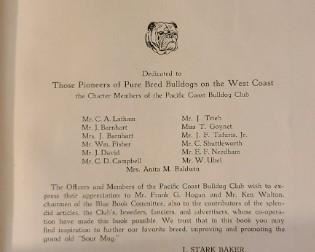 Dedicated to
Those Pioneers of Pure Bred Bulldogs on the West Coast
the Charter Members of the Pacific Coast Bulldog Club
Mr. C. A. Latham Mr. J. Trieh
Mr. J. Barnhart Miss T. Goynet
Mrs. J. Barnhart Mr. J. F. Tafaria, Jr.
Mr. Wm. Fisher Mr. C. Shuttleworth
Mr. J. David Mr. E. F. Needham
Mr. C. D. Campbell Mr. W. Ubel
Mrs. Anita M. Baldwin
The Officers and Members of the Pacific Coast Bulldog Club wish to ex-
press their appreciation to Mr. Frank G. Hogan and Mr. Ken Walton,
chairmen of the Blue Book Committee, also to the contributors of the splen-
did articles, the Club's, breeders, fanciers, and advertisers, whose co-opera-
tion have made this book possible. We trust that in this book you may
find inspiration to further our favorite breed, improving and promoting the
grand old "Sour Mug."
I. STARK BAKER.